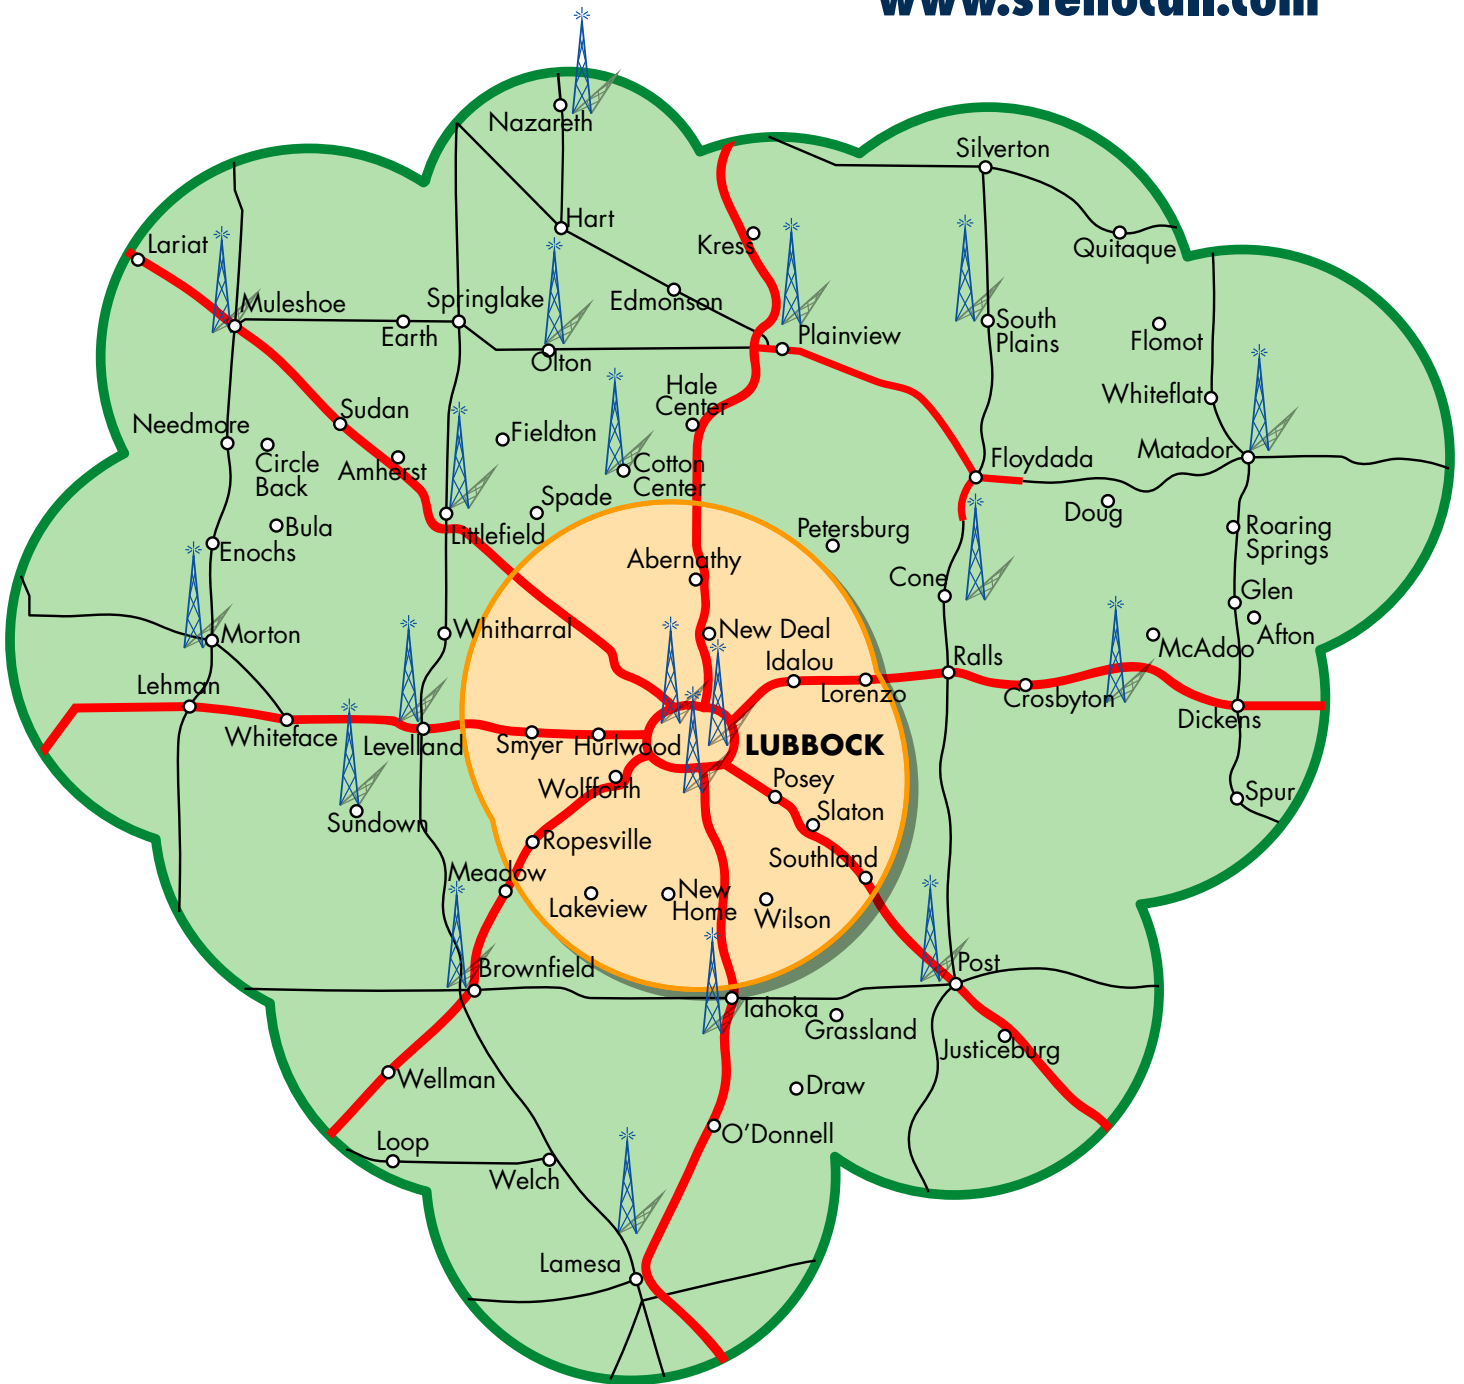 Nazareth
Silverton
Hart
Lariat
Kress
Quitaque
Muleshoe
Springlake
Edmonson
Earth
South
Plains
Flomot
Plainview
Olton
Hale
Center
Whiteflat
Sudan
Needmore
Fieldton
Circle
Back
Amherst
Cotton
Center
Floydada
Matador
Spade
Doug
Bula
Littlefield
Petersburg
Roaring
Springs
Enochs
Abernathy
Cone
Glen
Afton
Morton
Whitharral
New Deal
McAdoo
Idalou
Ralls
Lehman
Lorenzo
Crosbyton
Dickens
Whiteface
Levelland
Smyer
Hurlwood
LUBBOCK
Wolfforth
Posey
Spur
Sundown
Slaton
Ropesville
Southland
Meadow
Lakeview
New
Home
Wilson
Brownfield
Post
Tahoka
Grassland
Justiceburg
Wellman
Draw
O'Donnell
Loop
Welch
Lamesa